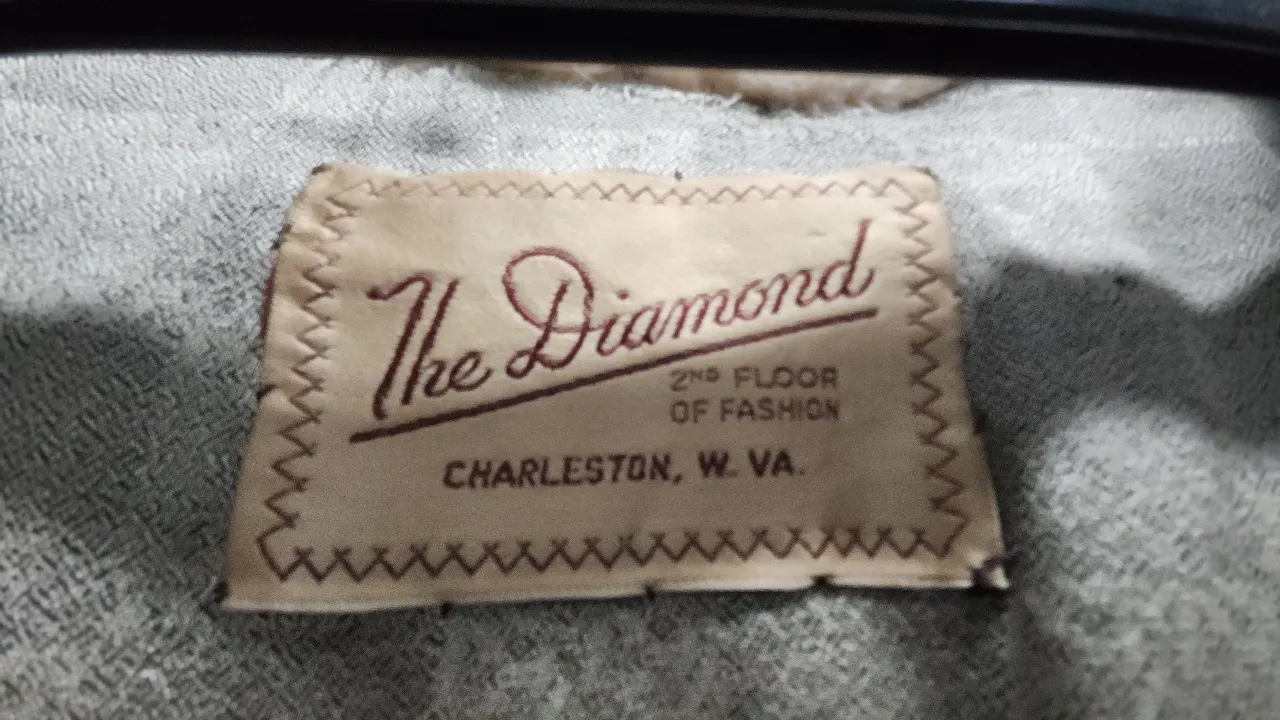 The Diamond
2ND FLOOR
OF FASHION
CHARLESTON, W. VA.